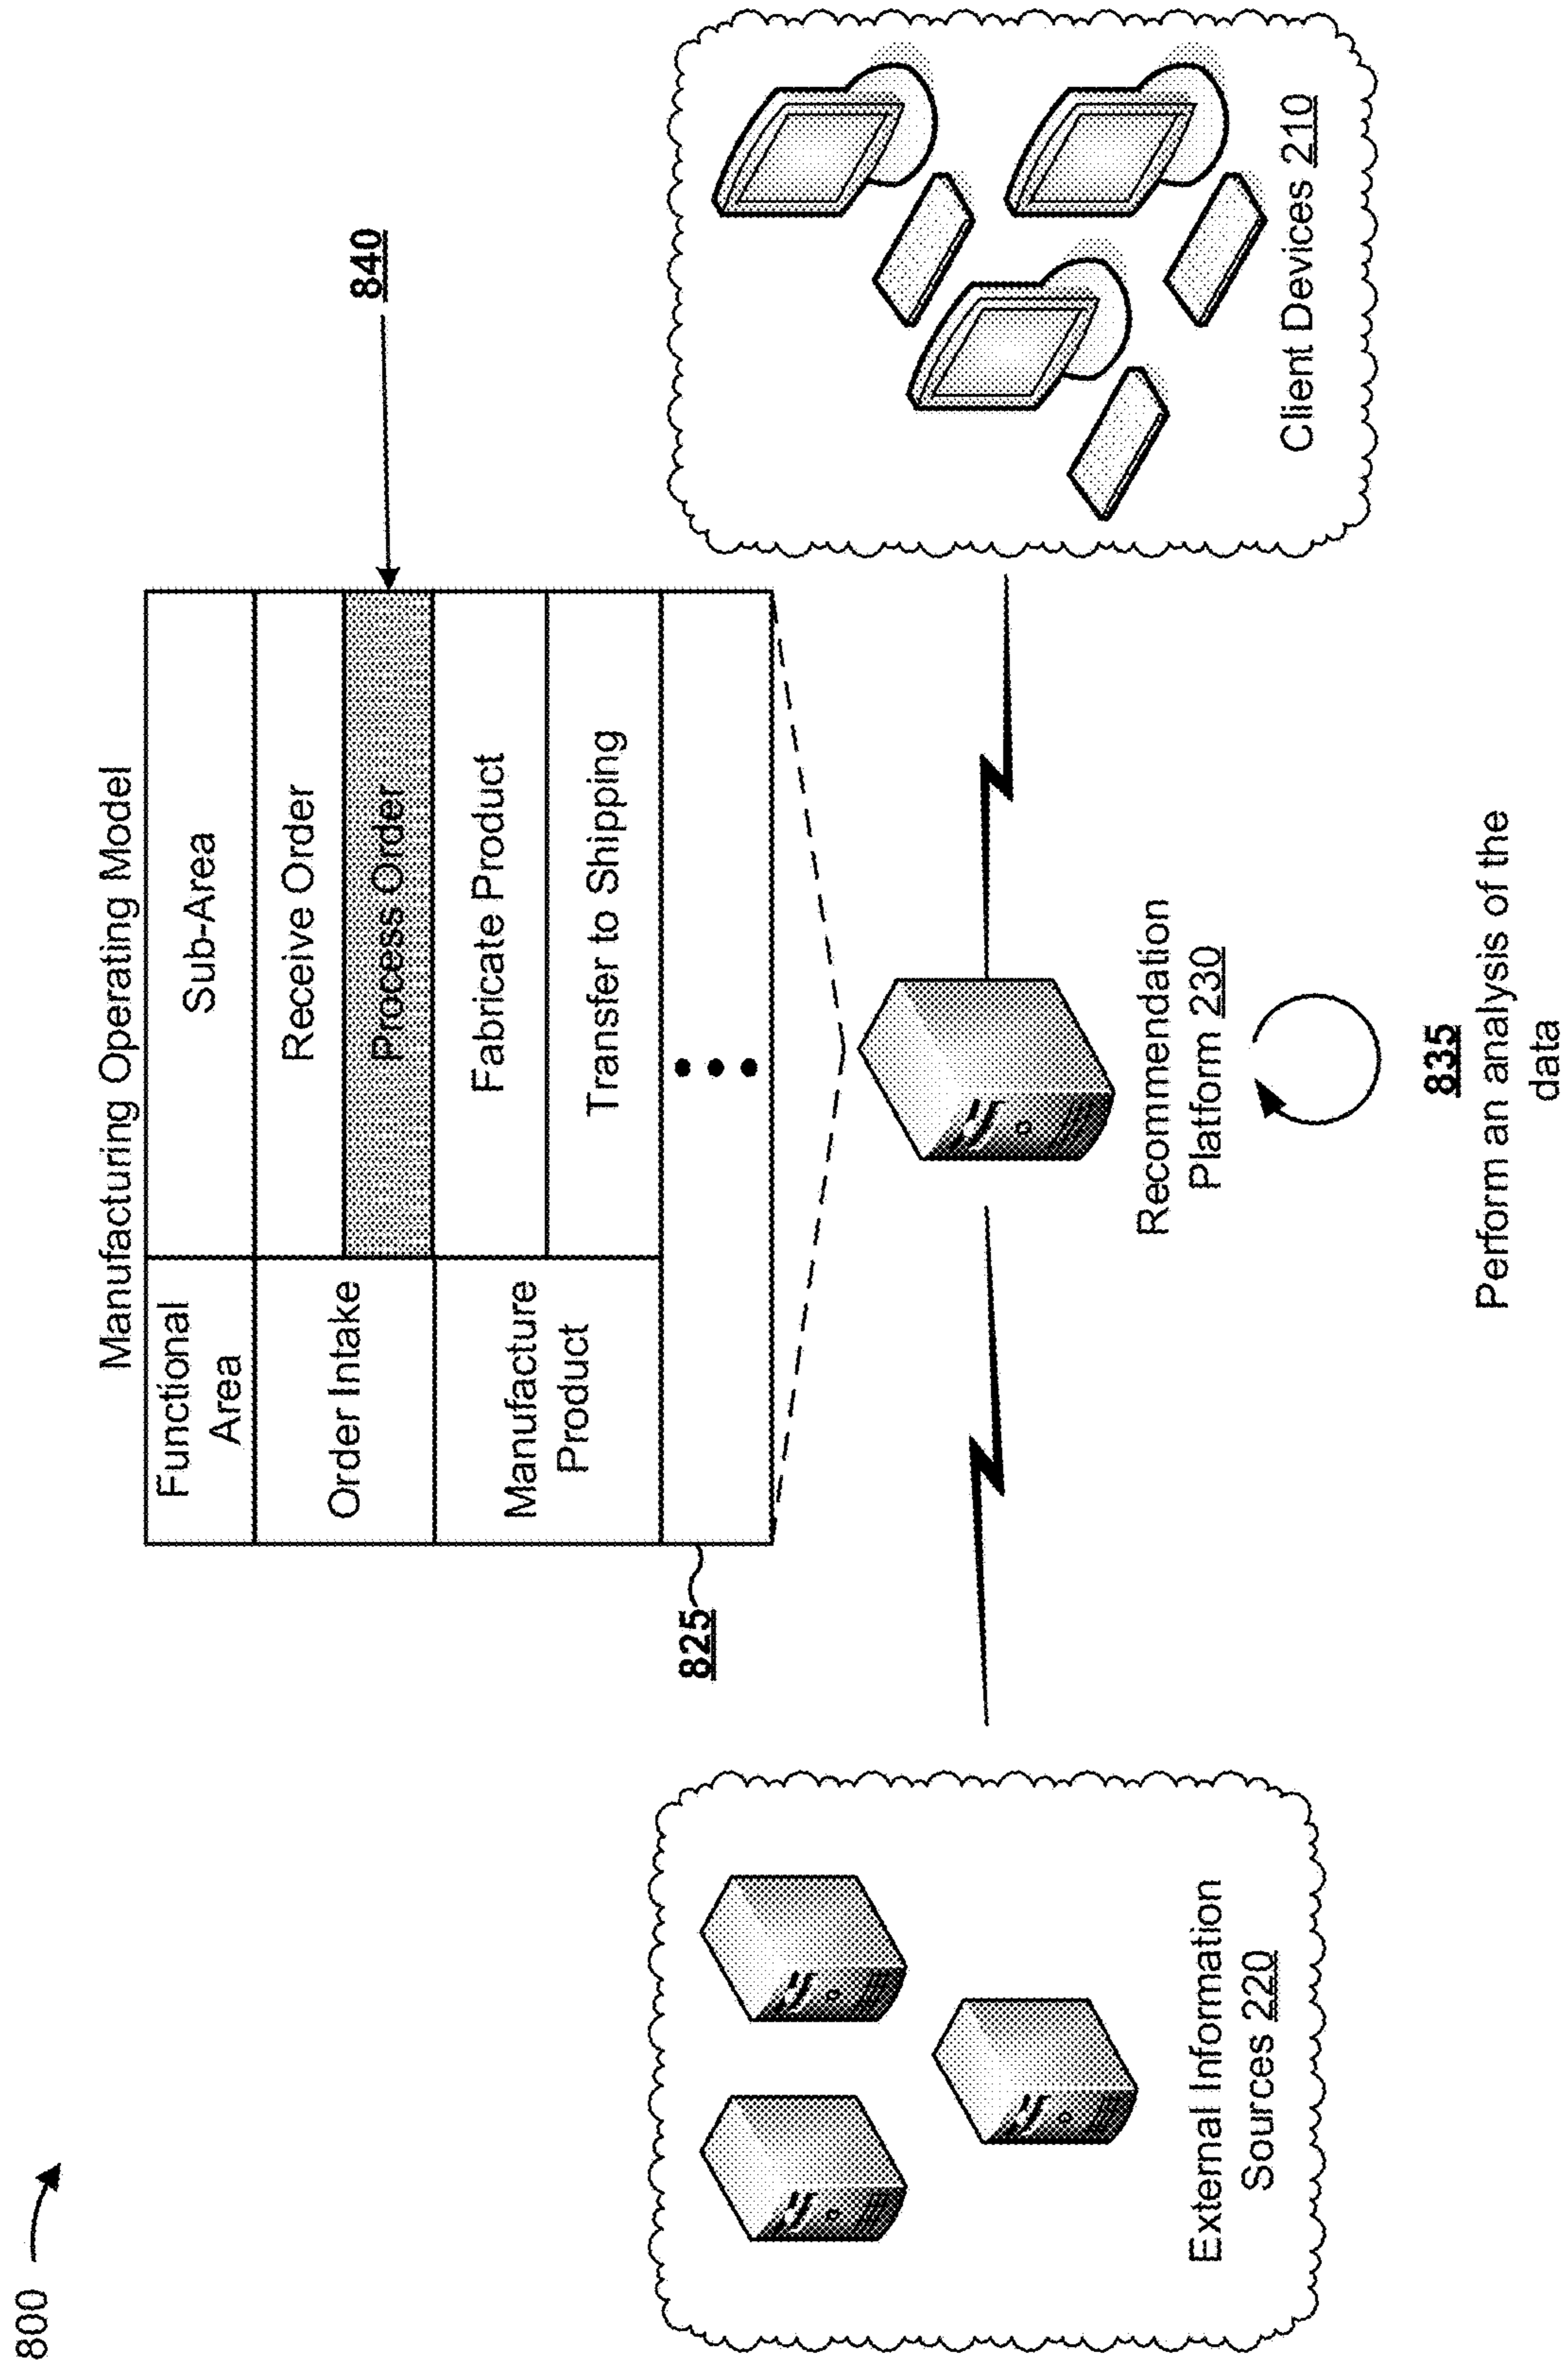 800
Manufacturing Operating Model
Functional
Area
Sub-Area
Order Intake
Receive Order
Process Order
840
Manufacture
Product
Fabricate Product
Transfer to Shipping
825
External Information
Sources 220
Recommendation
Platform 230
Client Devices 210
835
Perform an analysis of the
data